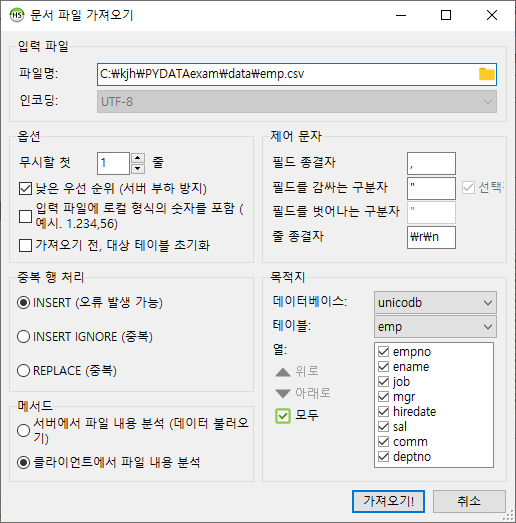 HS 문서 파일 가져오기
입력 파일
파일명:
C:₩kjh₩PYDATAexam₩data₩emp.csv
인코딩:
UTF-8
옵션
무시할 첫 1 줄
낮은 우선 순위 (서버 부하 방지)
입력 파일에 로컬 형식의 숫자를 포함 (
예시. 1.234,56)
가져오기 전, 대상 테이블 초기화
제어 문자
필드 종결자 ,
필드를 감싸는 구분자 " 선택:
필드를 벗어나는 구분자 "
줄 종결자 ₩r₩n
중복 행 처리
INSERT (오류 발생 가능)
INSERT IGNORE (중복)
REPLACE (중복)
메서드
서버에서 파일 내용 분석 (데이터 불러오
기)
클라이언트에서 파일 내용 분석
목적지
데이터베이스: unicodb
테이블: emp
열:
위로
아래로
모두
empno
ename
job
mgr
hiredate
sal
comm
deptno
가져오기!
취소